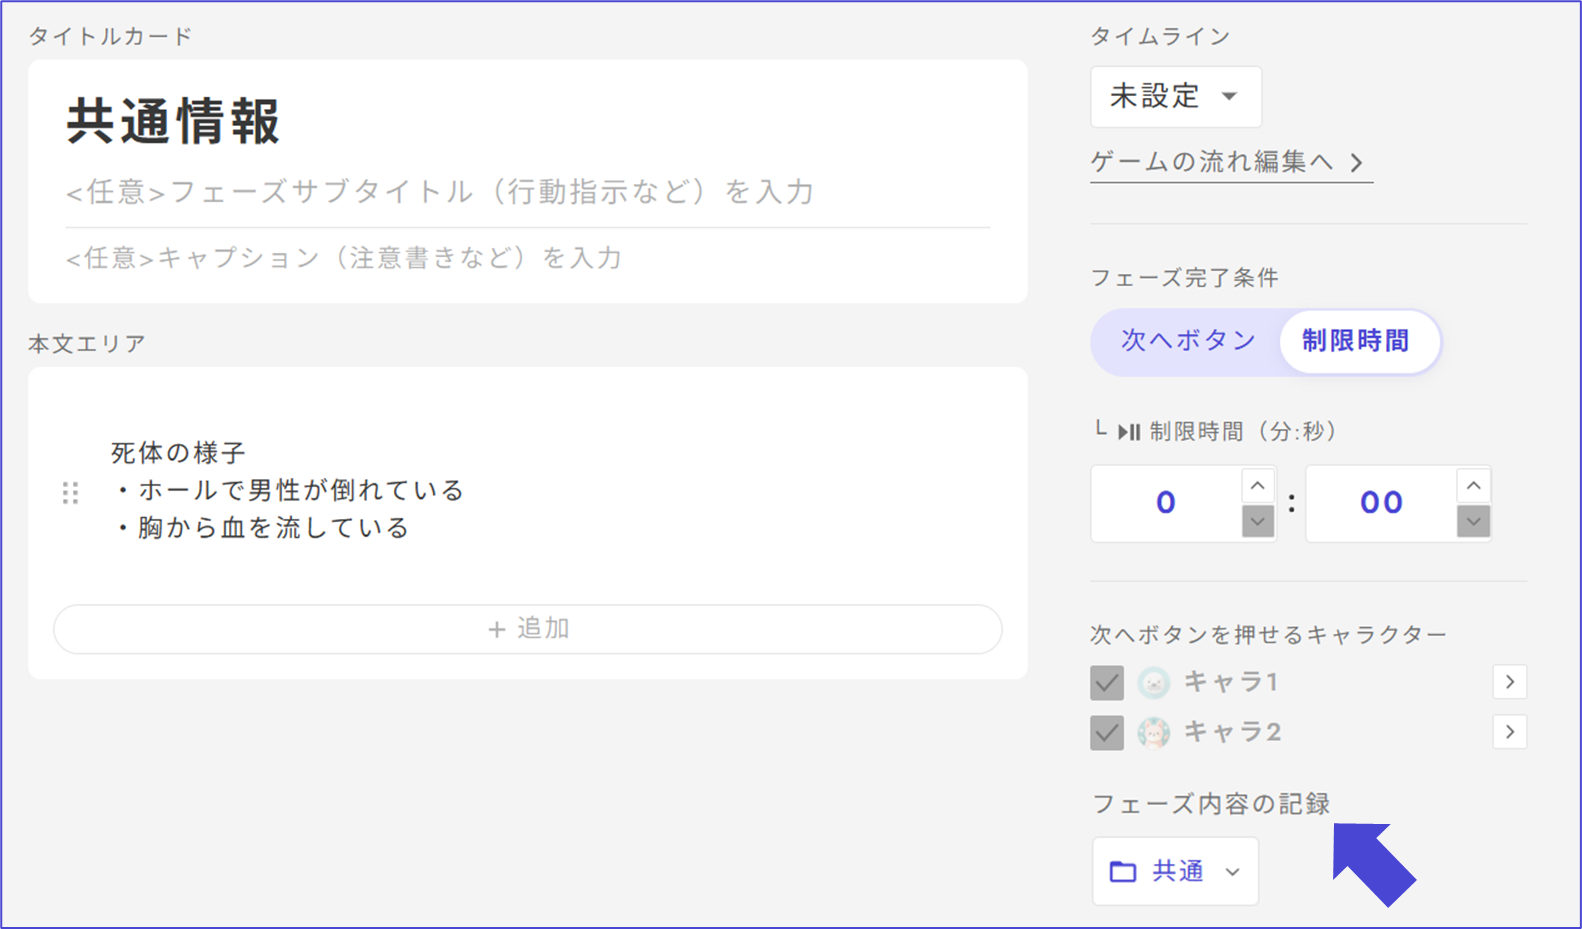 タイトルカード
共通情報
<任意>フェーズサブタイトル（行動指示など）を入力
<任意>キャプション（注意書きなど）を入力
本文エリア
死体の様子
・ホールで男性が倒れている
・胸から血を流している
+ 追加
タイムライン
未設定
ゲームの流れ編集へ
フェーズ完了条件
次へボタン 制限時間
└ 制限時間（分:秒）
0 : 00
次へボタンを押せるキャラクター
キャラ1
キャラ2
フェーズ内容の記録
共通